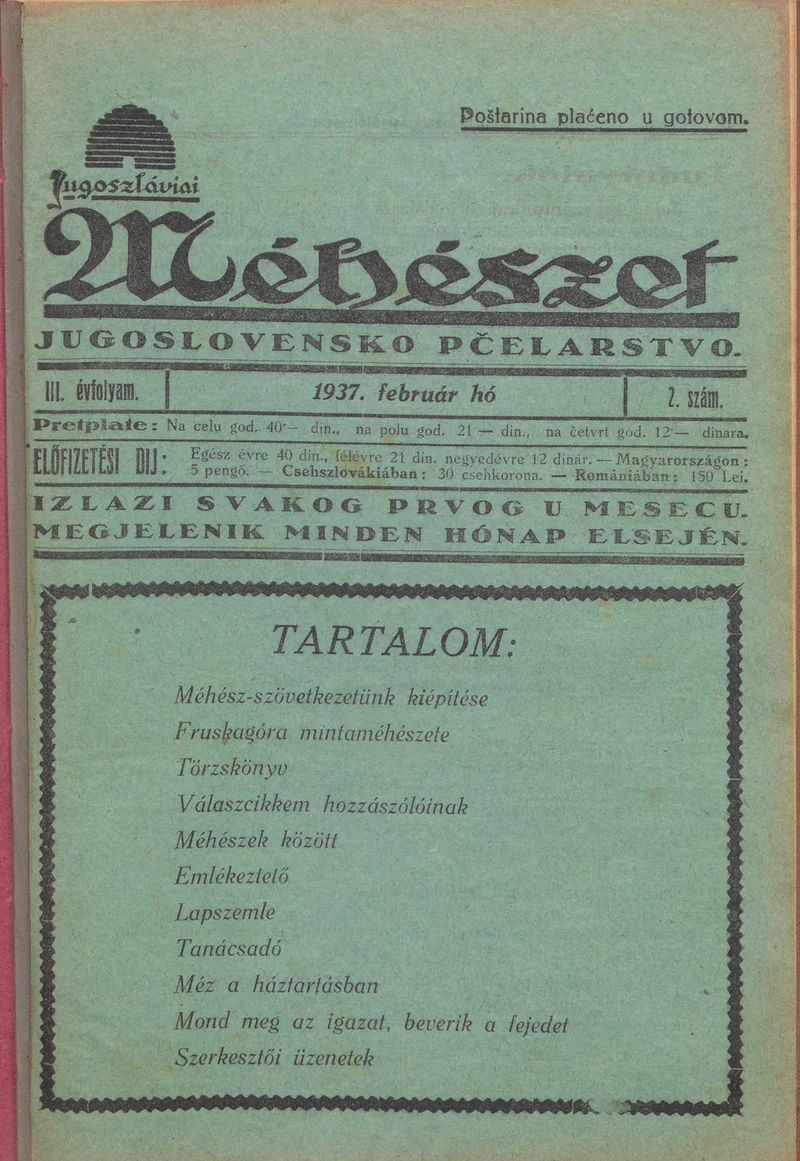 Poštarina plaćeno u gotovom.
Jugoszláviai
Méhészet
JUGOSLOVENSKO PČELARSTVO.
III. évfolyam.
1937. február hó
2. szám.
Pretplate: Na celu god. 40·— din., na polu god. 21·— din., na četvrt god. 12·— dinara.
ELŐFIZETÉSI DIJ:
Egész évre 40 din., félévre 21 din. negyedévre 12 dinár. — Magyarországon:
5 pengő. — Csehszlovákiában: 30 csehkorona. — Romániában: 150 Lei.
IZLAZI SVAKOG PRVOG U MESECU.
MEGJELENIK MINDEN HÓNAP ELSEJÉN.
TARTALOM:
Méhész-szövetkezetünk kiépítése
Fruskagóra mintaméhészete
Törzskönyv
Válaszcikkem hozzászólóinak
Méhészek között
Emlékeztető
Lapszemle
Tanácsadó
Méz a háztartásban
Mond meg az igazat, beverik a fejedet
Szerkesztői üzenetek